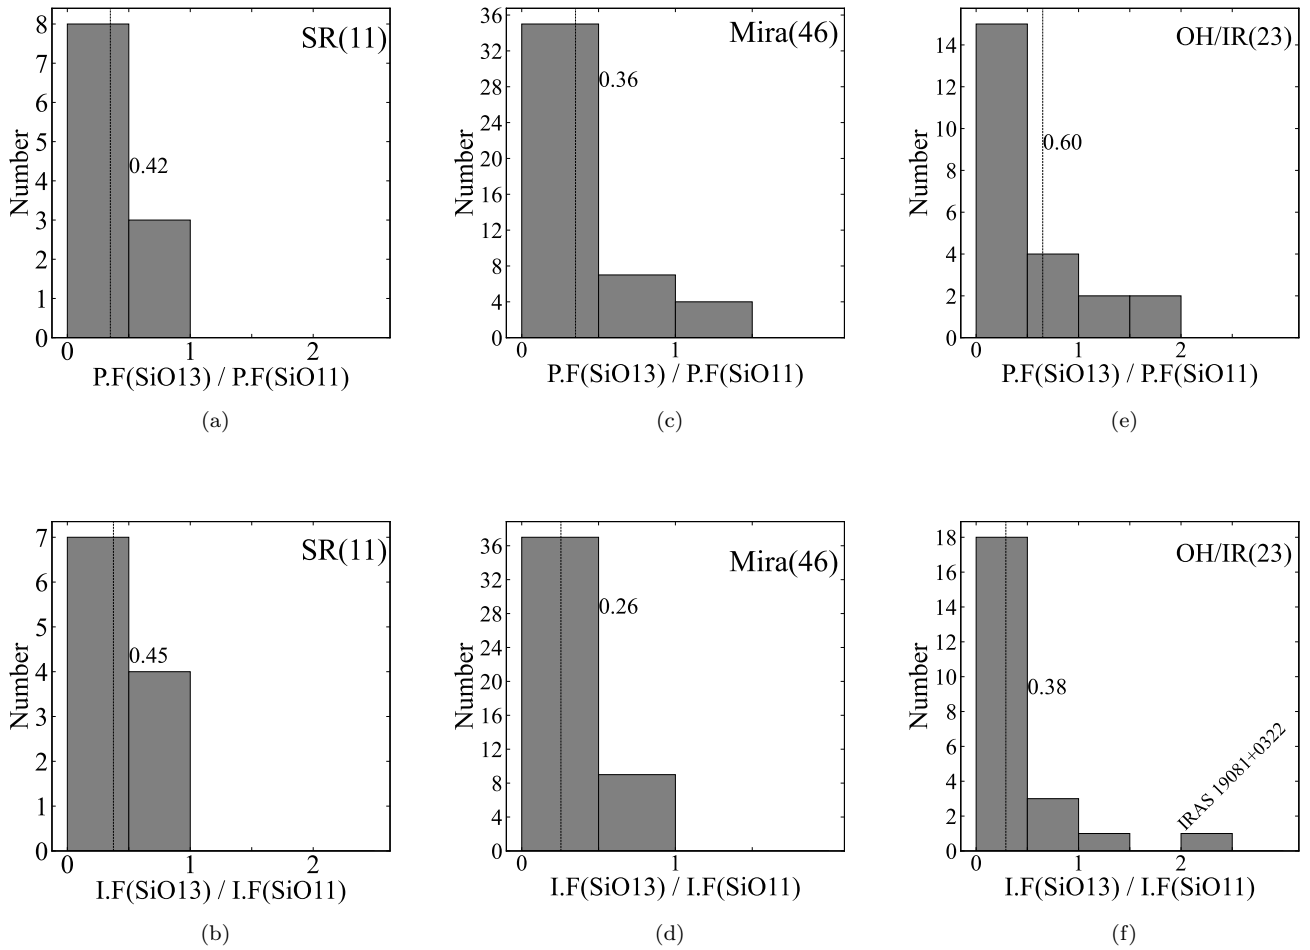 SR(11)
8
7
6
5
4
3
2
1
0
Number
0.42
0 1 2
P.F(SiO13) / P.F(SiO11)
(a)
Mira(46)
36
32
28
24
20
16
12
8
4
0
Number
0.36
0 1
P.F(SiO13) / P.F(SiO11)
(c)
OH/IR(23)
14
12
10
8
6
4
2
0
Number
0.60
0 1 2
P.F(SiO13) / P.F(SiO11)
(e)
SR(11)
7
6
5
4
3
2
1
0
Number
0.45
0 1 2
I.F(SiO13) / I.F(SiO11)
(b)
Mira(46)
36
32
28
24
20
16
12
8
4
0
Number
0.26
0 1
I.F(SiO13) / I.F(SiO11)
(d)
OH/IR(23)
18
16
14
12
10
8
6
4
2
0
Number
0.38
IRAS 19081+0322
0 1 2
I.F(SiO13) / I.F(SiO11)
(f)